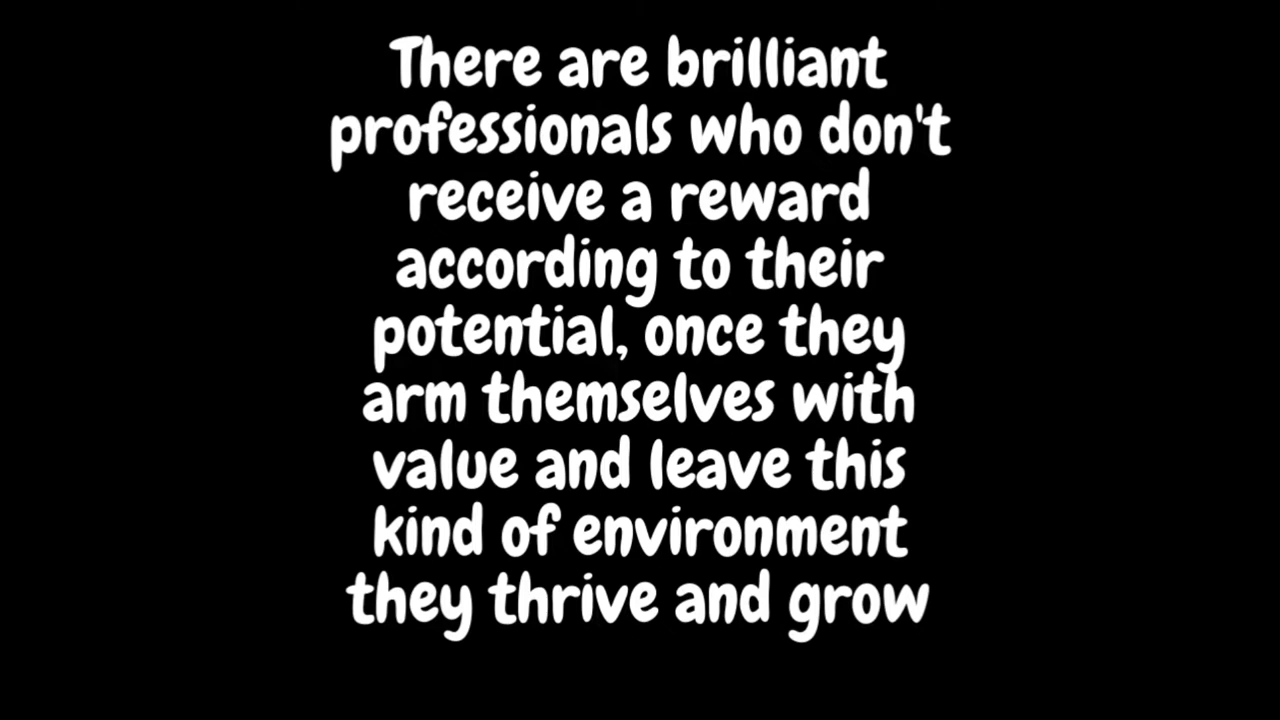 There are brilliant
professionals who don't
receive a reward
according to their
potential, once they
arm themselves with
value and leave this
kind of environment
they thrive and grow